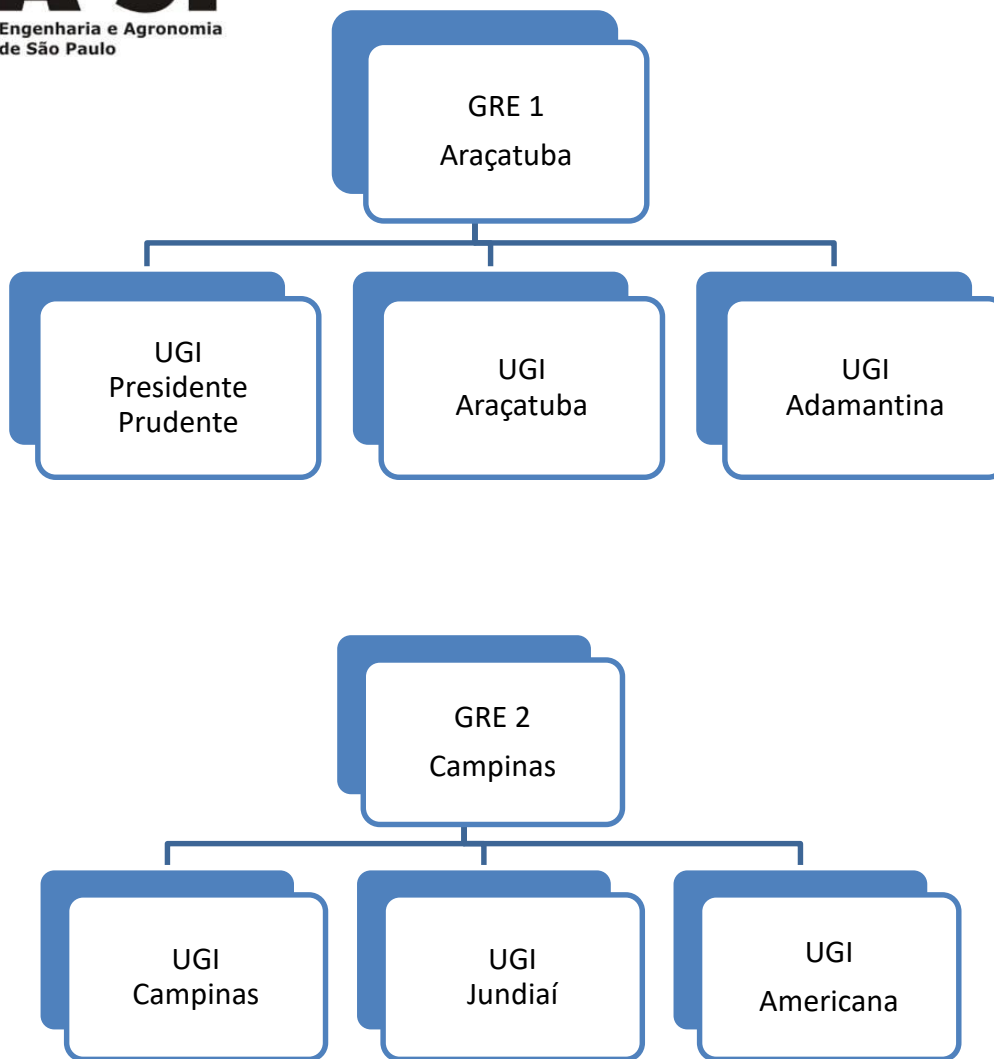 Engenharia e Agronomia
de São Paulo
GRE 1
Araçatuba
UGI
Presidente
Prudente
UGI
Araçatuba
UGI
Adamantina
GRE 2
Campinas
UGI
Campinas
UGI
Jundiaí
UGI
Americana